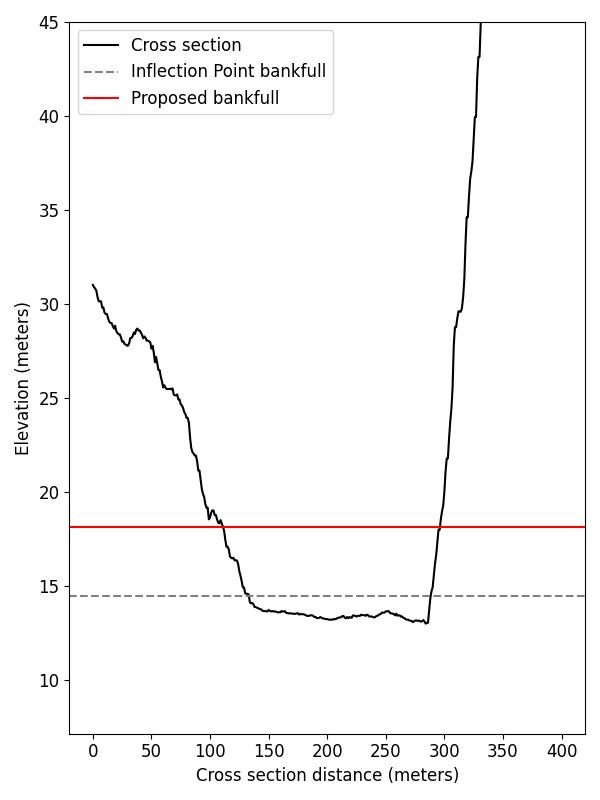 Cross section
Inflection Point bankfull
Proposed bankfull
45
40
35
30
25
20
15
10
Elevation (meters)
0 50 100 150 200 250 300 350 400
Cross section distance (meters)